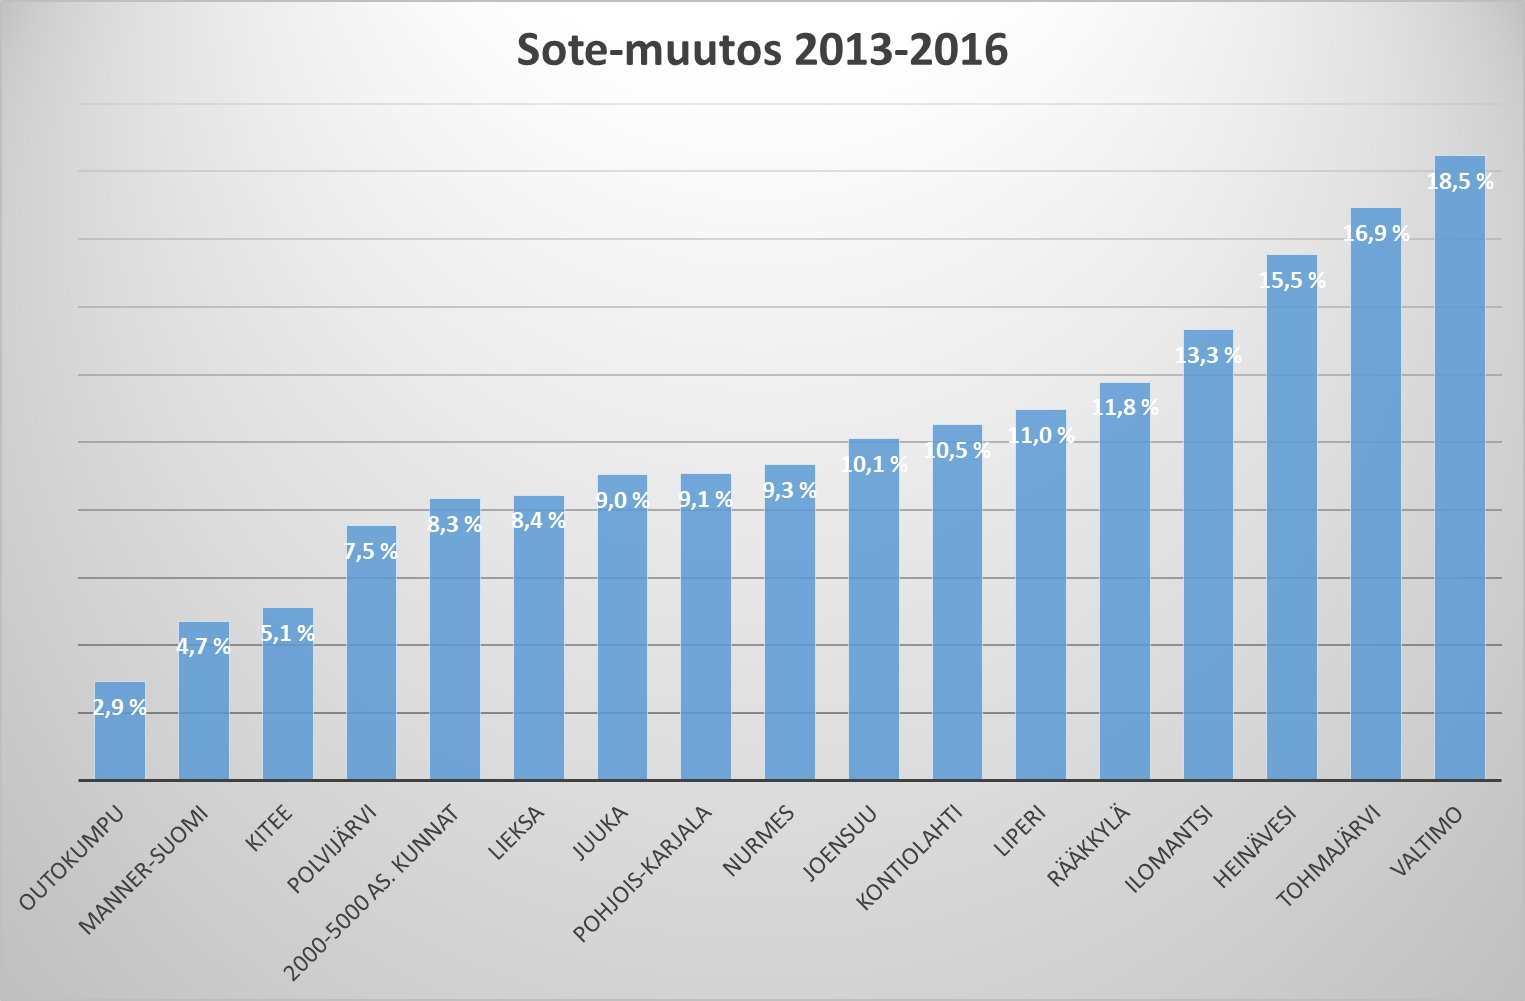 Sote-muutos 2013-2016
2,9 %
4,7 %
5,1 %
7,5 %
8,3 %
8,4 %
9,0 %
9,1 %
9,3 %
10,1 %
10,5 %
11,0 %
11,8 %
13,3 %
15,5 %
16,9 %
18,5 %
OUTOKUMPU
MANNER-SUOMI
KITEE
POLVIJÄRVI
2000-5000 AS. KUNNAT
LIEKSA
JUUKA
POHJOIS-KARJALA
NURMES
JOENSUU
KONTIOLAHTI
LIPERI
RÄÄKKYLÄ
ILOMANTSI
HEINÄVESI
TOHMAJÄRVI
VALTIMO